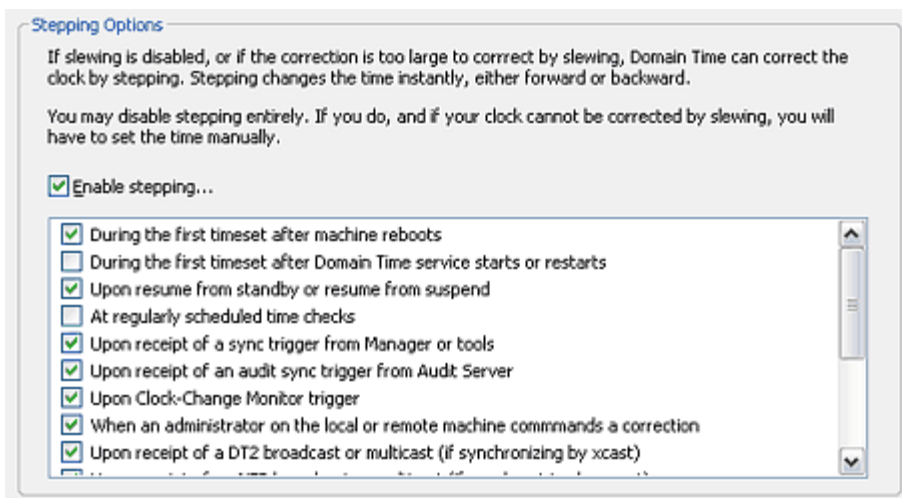 Stepping Options
If slewing is disabled, or if the correction is too large to corrrect by slewing, Domain Time can correct the
clock by stepping. Stepping changes the time instantly, either forward or backward.
You may disable stepping entirely. If you do, and if your clock cannot be corrected by slewing, you will
have to set the time manually.
Enable stepping...
During the first timeset after machine reboots
During the first timeset after Domain Time service starts or restarts
Upon resume from standby or resume from suspend
At regularly scheduled time checks
Upon receipt of a sync trigger from Manager or tools
Upon receipt of an audit sync trigger from Audit Server
Upon Clock-Change Monitor trigger
When an administrator on the local or remote machine commmands a correction
Upon receipt of a DT2 broadcast or multicast (if synchronizing by xcast)